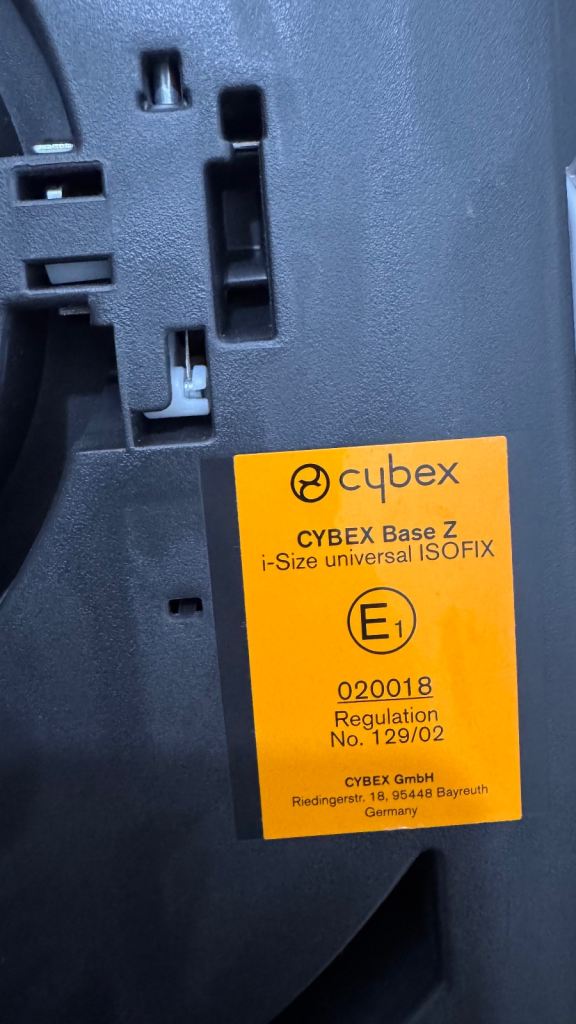 cybex
CYBEX Base Z
i-Size universal ISOFIX
E1
020018
Regulation
No. 129/02
CYBEX GmbH
Riedingerstr. 18, 95448 Bayreuth
Germany